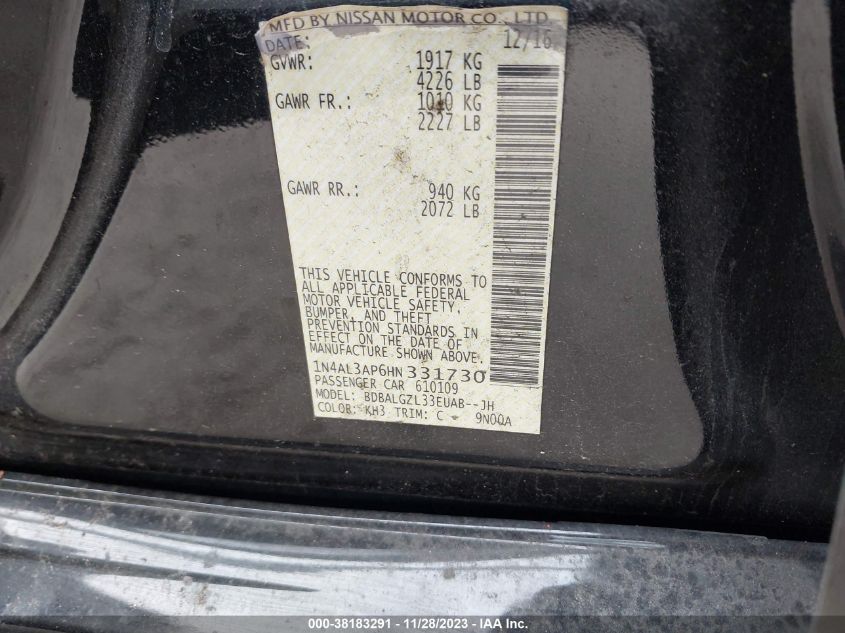 MFD BY NISSAN MOTOR CO., LTD.
DATE: 12/16
GVWR: 1917 KG
4226 LB
GAWR FR.: 1010 KG
2227 LB
GAWR RR.: 940 KG
2072 LB
THIS VEHICLE CONFORMS TO
ALL APPLICABLE FEDERAL
MOTOR VEHICLE SAFETY,
BUMPER, AND THEFT
PREVENTION STANDARDS IN
EFFECT ON THE DATE OF
MANUFACTURE SHOWN ABOVE.
1N4AL3AP6HN331730
PASSENGER CAR 610109
MODEL: BDBALGZL33EUAB--JH
COLOR: KH3 TRIM: C 9N00A
000-38183291 - 11/28/2023 - IAA Inc.